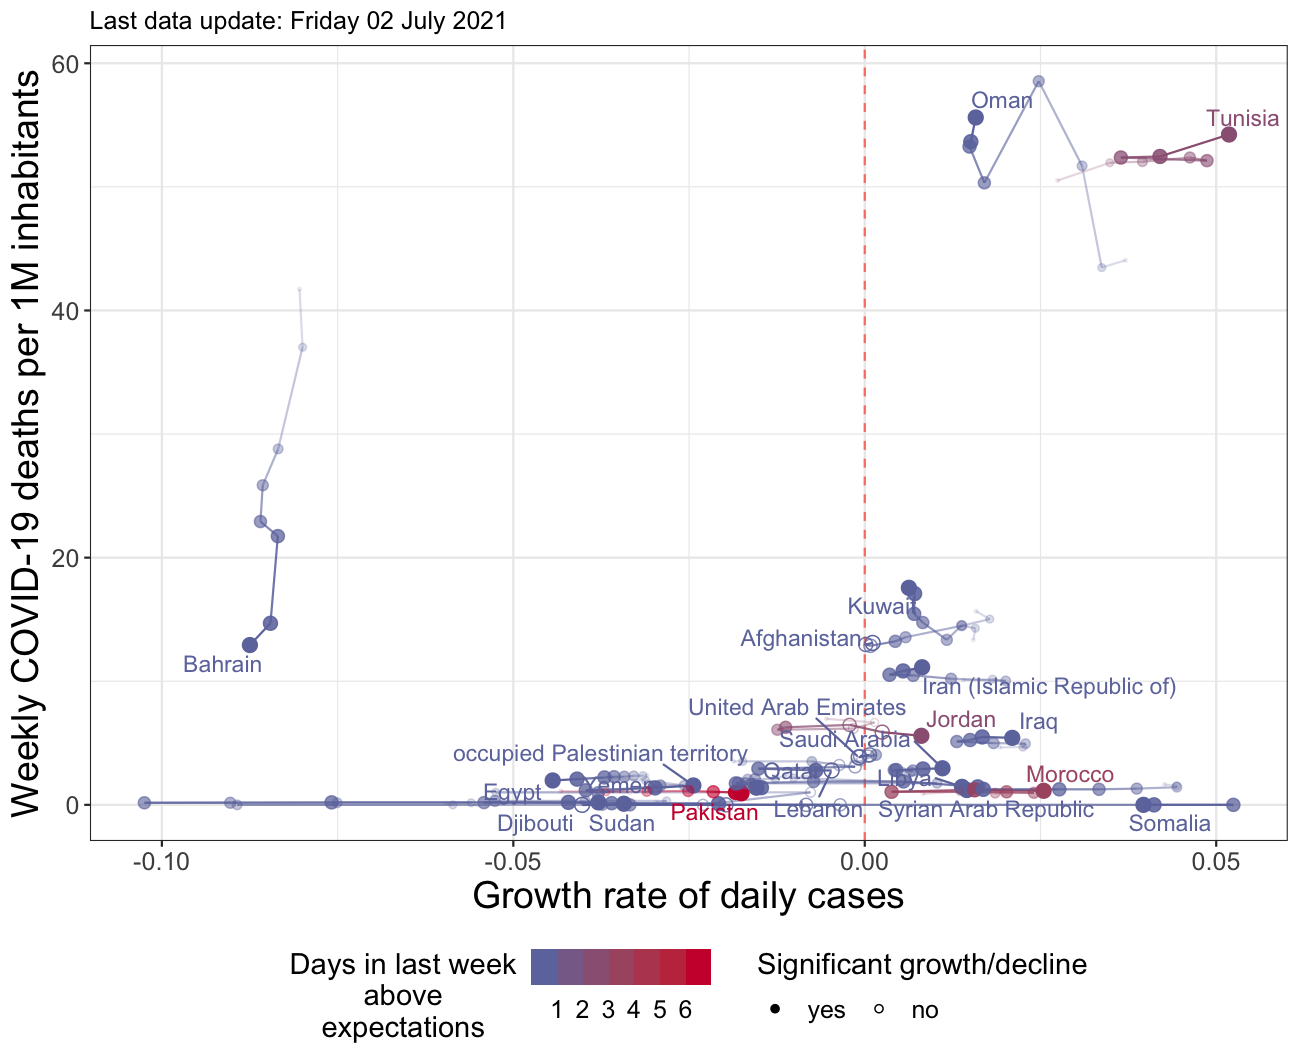 Last data update: Friday 02 July 2021
Weekly COVID-19 deaths per 1M inhabitants
60
40
20
0
Oman
Tunisia
Bahrain
Kuwait
Afghanistan
Iran (Islamic Republic of)
United Arab Emirates
Jordan
Iraq
Saudi Arabia
occupied Palestinian territory
Qatar
Yemen
Libya
Morocco
Egypt
Pakistan
Lebanon
Syrian Arab Republic
Djibouti
Sudan
Somalia
-0.10
-0.05
0.00
0.05
Growth rate of daily cases
Days in last week
above
expectations
1 2 3 4 5 6
Significant growth/decline
yes
no